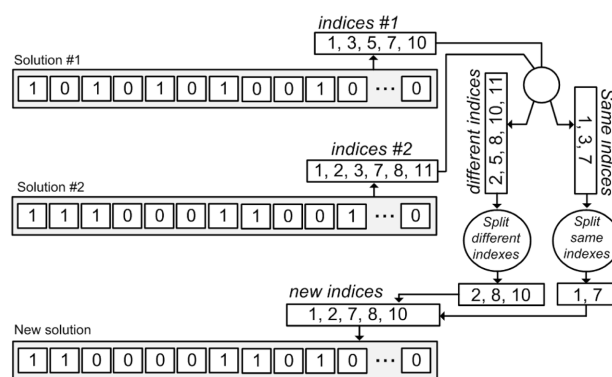 indices #1
1, 3, 5, 7, 10
Solution #1
1 0 1 0 1 0 1 0 0 1 0 ... 0
indices #2
1, 2, 3, 7, 8, 11
Solution #2
1 1 1 0 0 0 1 1 0 0 1 ... 0
different indices
2, 5, 8, 10, 11
Same indices
1, 3, 7
Split
different
indexes
Split
same
indexes
2, 8, 10
1, 7
new indices
1, 2, 7, 8, 10
New solution
1 1 0 0 0 0 1 1 0 1 0 ... 0